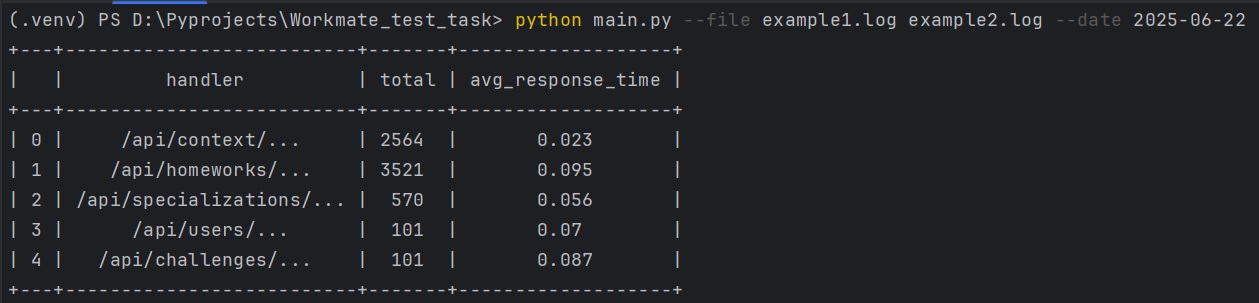 (.venv) PS D:\Pyprojects\Workmate_test_task> python main.py --file example1.log example2.log --date 2025-06-22
+---+--------------------------+-------+-------------------+
|   |         handler          | total | avg_response_time |
+---+--------------------------+-------+-------------------+
| 0 |     /api/context/...     | 2564  |       0.023       |
| 1 |    /api/homeworks/...    | 3521  |       0.095       |
| 2 | /api/specializations/... |  570  |       0.056       |
| 3 |      /api/users/...      |  101  |       0.07        |
| 4 |   /api/challenges/...    |  101  |       0.087       |
+---+--------------------------+-------+-------------------+